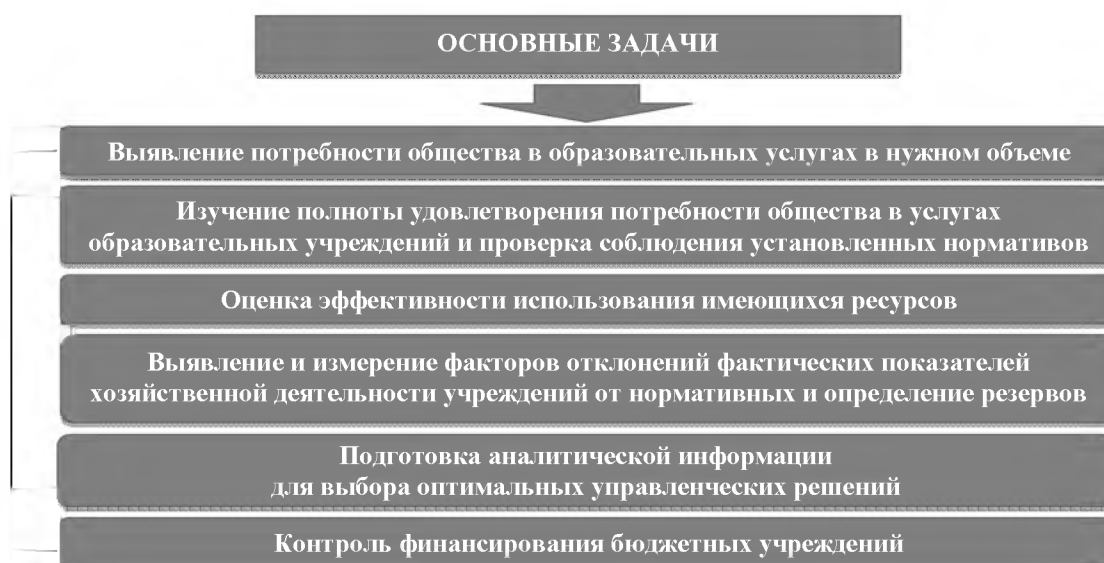 ОСНОВНЫЕ ЗАДАЧИ
Выявление потребности общества в образовательных услугах в нужном объеме
Изучение полноты удовлетворения потребности общества в услугах
образовательных учреждений и проверка соблюдения установленных нормативов
Оценка эффективности использования имеющихся ресурсов
Выявление и измерение факторов отклонений фактических показателей
хозяйственной деятельности учреждений от нормативных и определение резервов
Подготовка аналитической информации
для выбора оптимальных управленческих решений
Контроль финансирования бюджетных учреждений